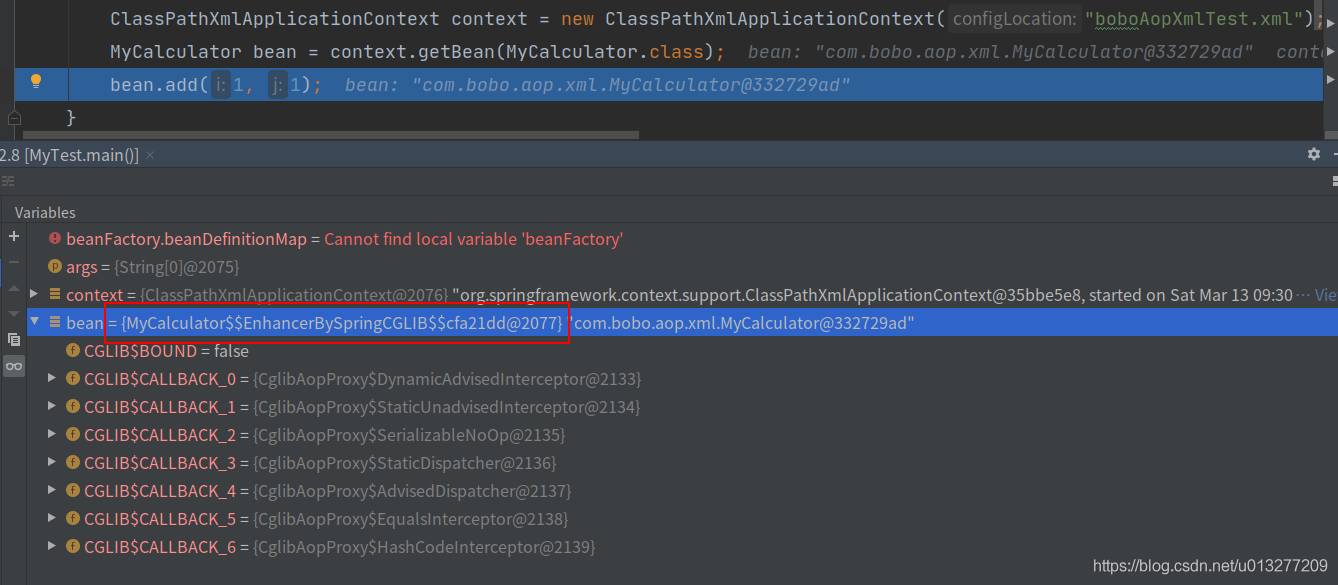 ClassPathXmlApplicationContext context = new ClassPathXmlApplicationContext( configLocation: "boboAopXmlTest.xml");
MyCalculator bean = context.getBean(MyCalculator.class); bean: "com.bobo.aop.xml.MyCalculator@332729ad" conte
bean.add( i: 1, j: 1); bean: "com.bobo.aop.xml.MyCalculator@332729ad"
}
2.8 [MyTest.main()] ×
Variables
beanFactory.beanDefinitionMap = Cannot find local variable 'beanFactory'
p args = {String[0]@2075}
context = {ClassPathXmlApplicationContext@2076} "org.springframework.context.support.ClassPathXmlApplicationContext@35bbe5e8, started on Sat Mar 13 09:30 ... Vie
bean = {MyCalculator$$EnhancerBySpringCGLIB$$cfa21dd@2077} "com.bobo.aop.xml.MyCalculator@332729ad"
f CGLIB$BOUND = false
f CGLIB$CALLBACK_0 = {CglibAopProxy$DynamicAdvisedInterceptor@2133}
f CGLIB$CALLBACK_1 = {CglibAopProxy$StaticUnadvisedInterceptor@2134}
f CGLIB$CALLBACK_2 = {CglibAopProxy$SerializableNoOp@2135}
f CGLIB$CALLBACK_3 = {CglibAopProxy$StaticDispatcher@2136}
f CGLIB$CALLBACK_4 = {CglibAopProxy$AdvisedDispatcher@2137}
f CGLIB$CALLBACK_5 = {CglibAopProxy$EqualsInterceptor@2138}
f CGLIB$CALLBACK_6 = {CglibAopProxy$HashCodeInterceptor@2139}
https://blog.csdn.net/u013277209